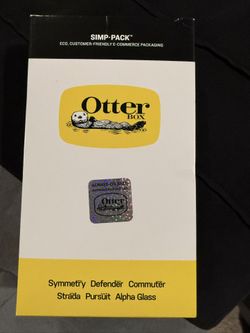 SIMP-PACK™
ECO, CUSTOMER-FRIENDLY E-COMMERCE PACKAGING
Otter
BOX
Otter
Symmetry Defender Commuter
Strada Pursuit Alpha Glass